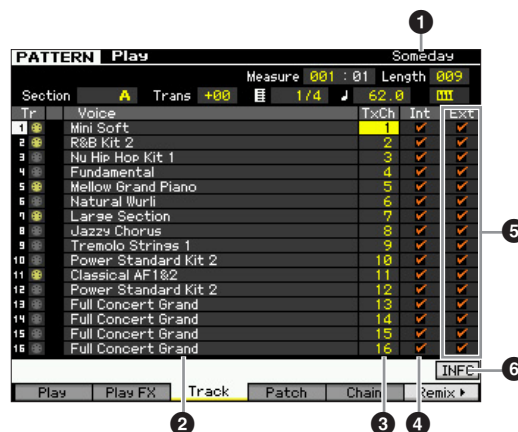 1
PATTERN Play Someday
Measure 001 : 01 Length 009
Section A Trans +00 1/4 62.0
Tr Voice TxCh Int Ext
1 Mini Soft 1
2 R&B Kit 2 2
3 Nu Hip Hop Kit 1 3
4 Fundamental 4
5 Mellow Grand Piano 5
6 Natural Wurli 6
7 Large Section 7
8 Jazzy Chorus 8
9 Tremolo Strings 1 9
10 Power Standard Kit 2 10
11 Classical AF1&2 11
12 Power Standard Kit 2 12
13 Full Concert Grand 13
14 Full Concert Grand 14
15 Full Concert Grand 15
16 Full Concert Grand 16
5
INFO 6
Play Play FX Track Patch Chain Remix
2 3 4